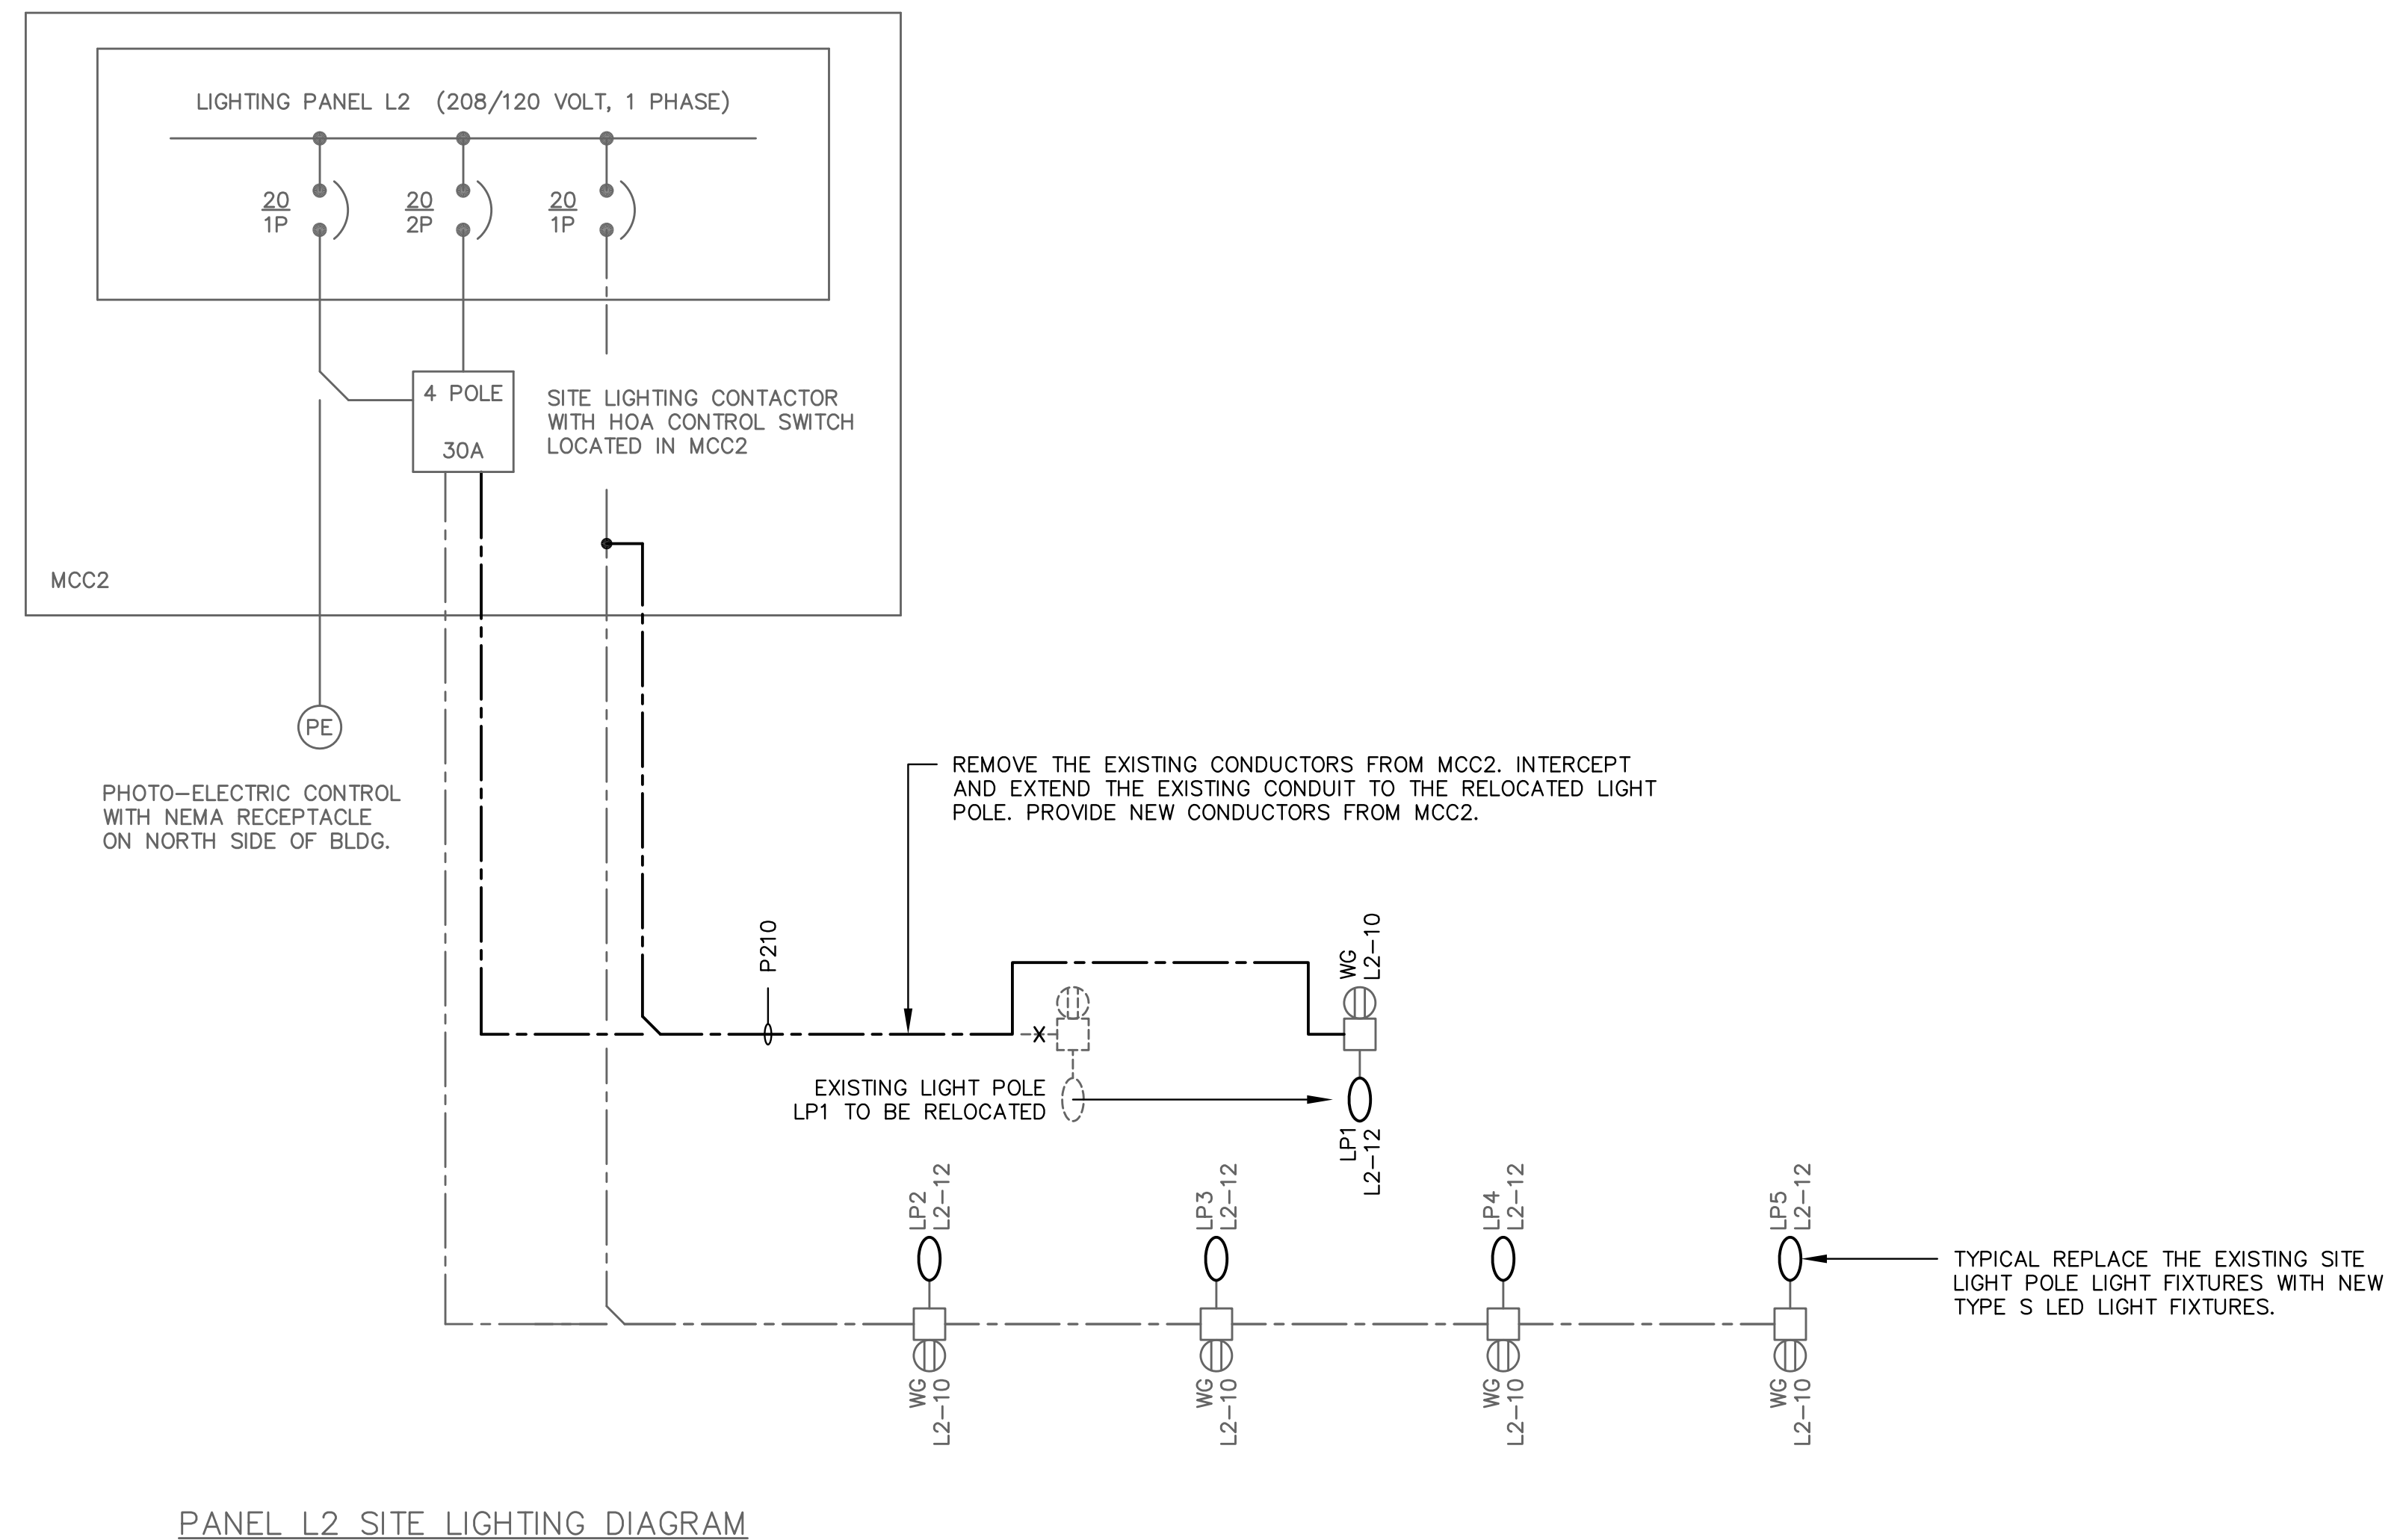 LIGHTING PANEL L2 (208/120 VOLT, 1 PHASE)
20
1P
20
2P
20
1P
4 POLE
30A
SITE LIGHTING CONTACTOR
WITH HOA CONTROL SWITCH
LOCATED IN MCC2
MCC2
PE
PHOTO-ELECTRIC CONTROL
WITH NEMA RECEPTACLE
ON NORTH SIDE OF BLDG.
REMOVE THE EXISTING CONDUCTORS FROM MCC2. INTERCEPT
AND EXTEND THE EXISTING CONDUIT TO THE RELOCATED LIGHT
POLE. PROVIDE NEW CONDUCTORS FROM MCC2.
P210
WG
L2-10
EXISTING LIGHT POLE
LP1 TO BE RELOCATED
LP1
L2-12
LP2
L2-12
LP3
L2-12
LP4
L2-12
LP5
L2-12
TYPICAL REPLACE THE EXISTING SITE
LIGHT POLE LIGHT FIXTURES WITH NEW
TYPE S LED LIGHT FIXTURES.
WG
L2-10
WG
L2-10
WG
L2-10
WG
L2-10
PANEL L2 SITE LIGHTING DIAGRAM